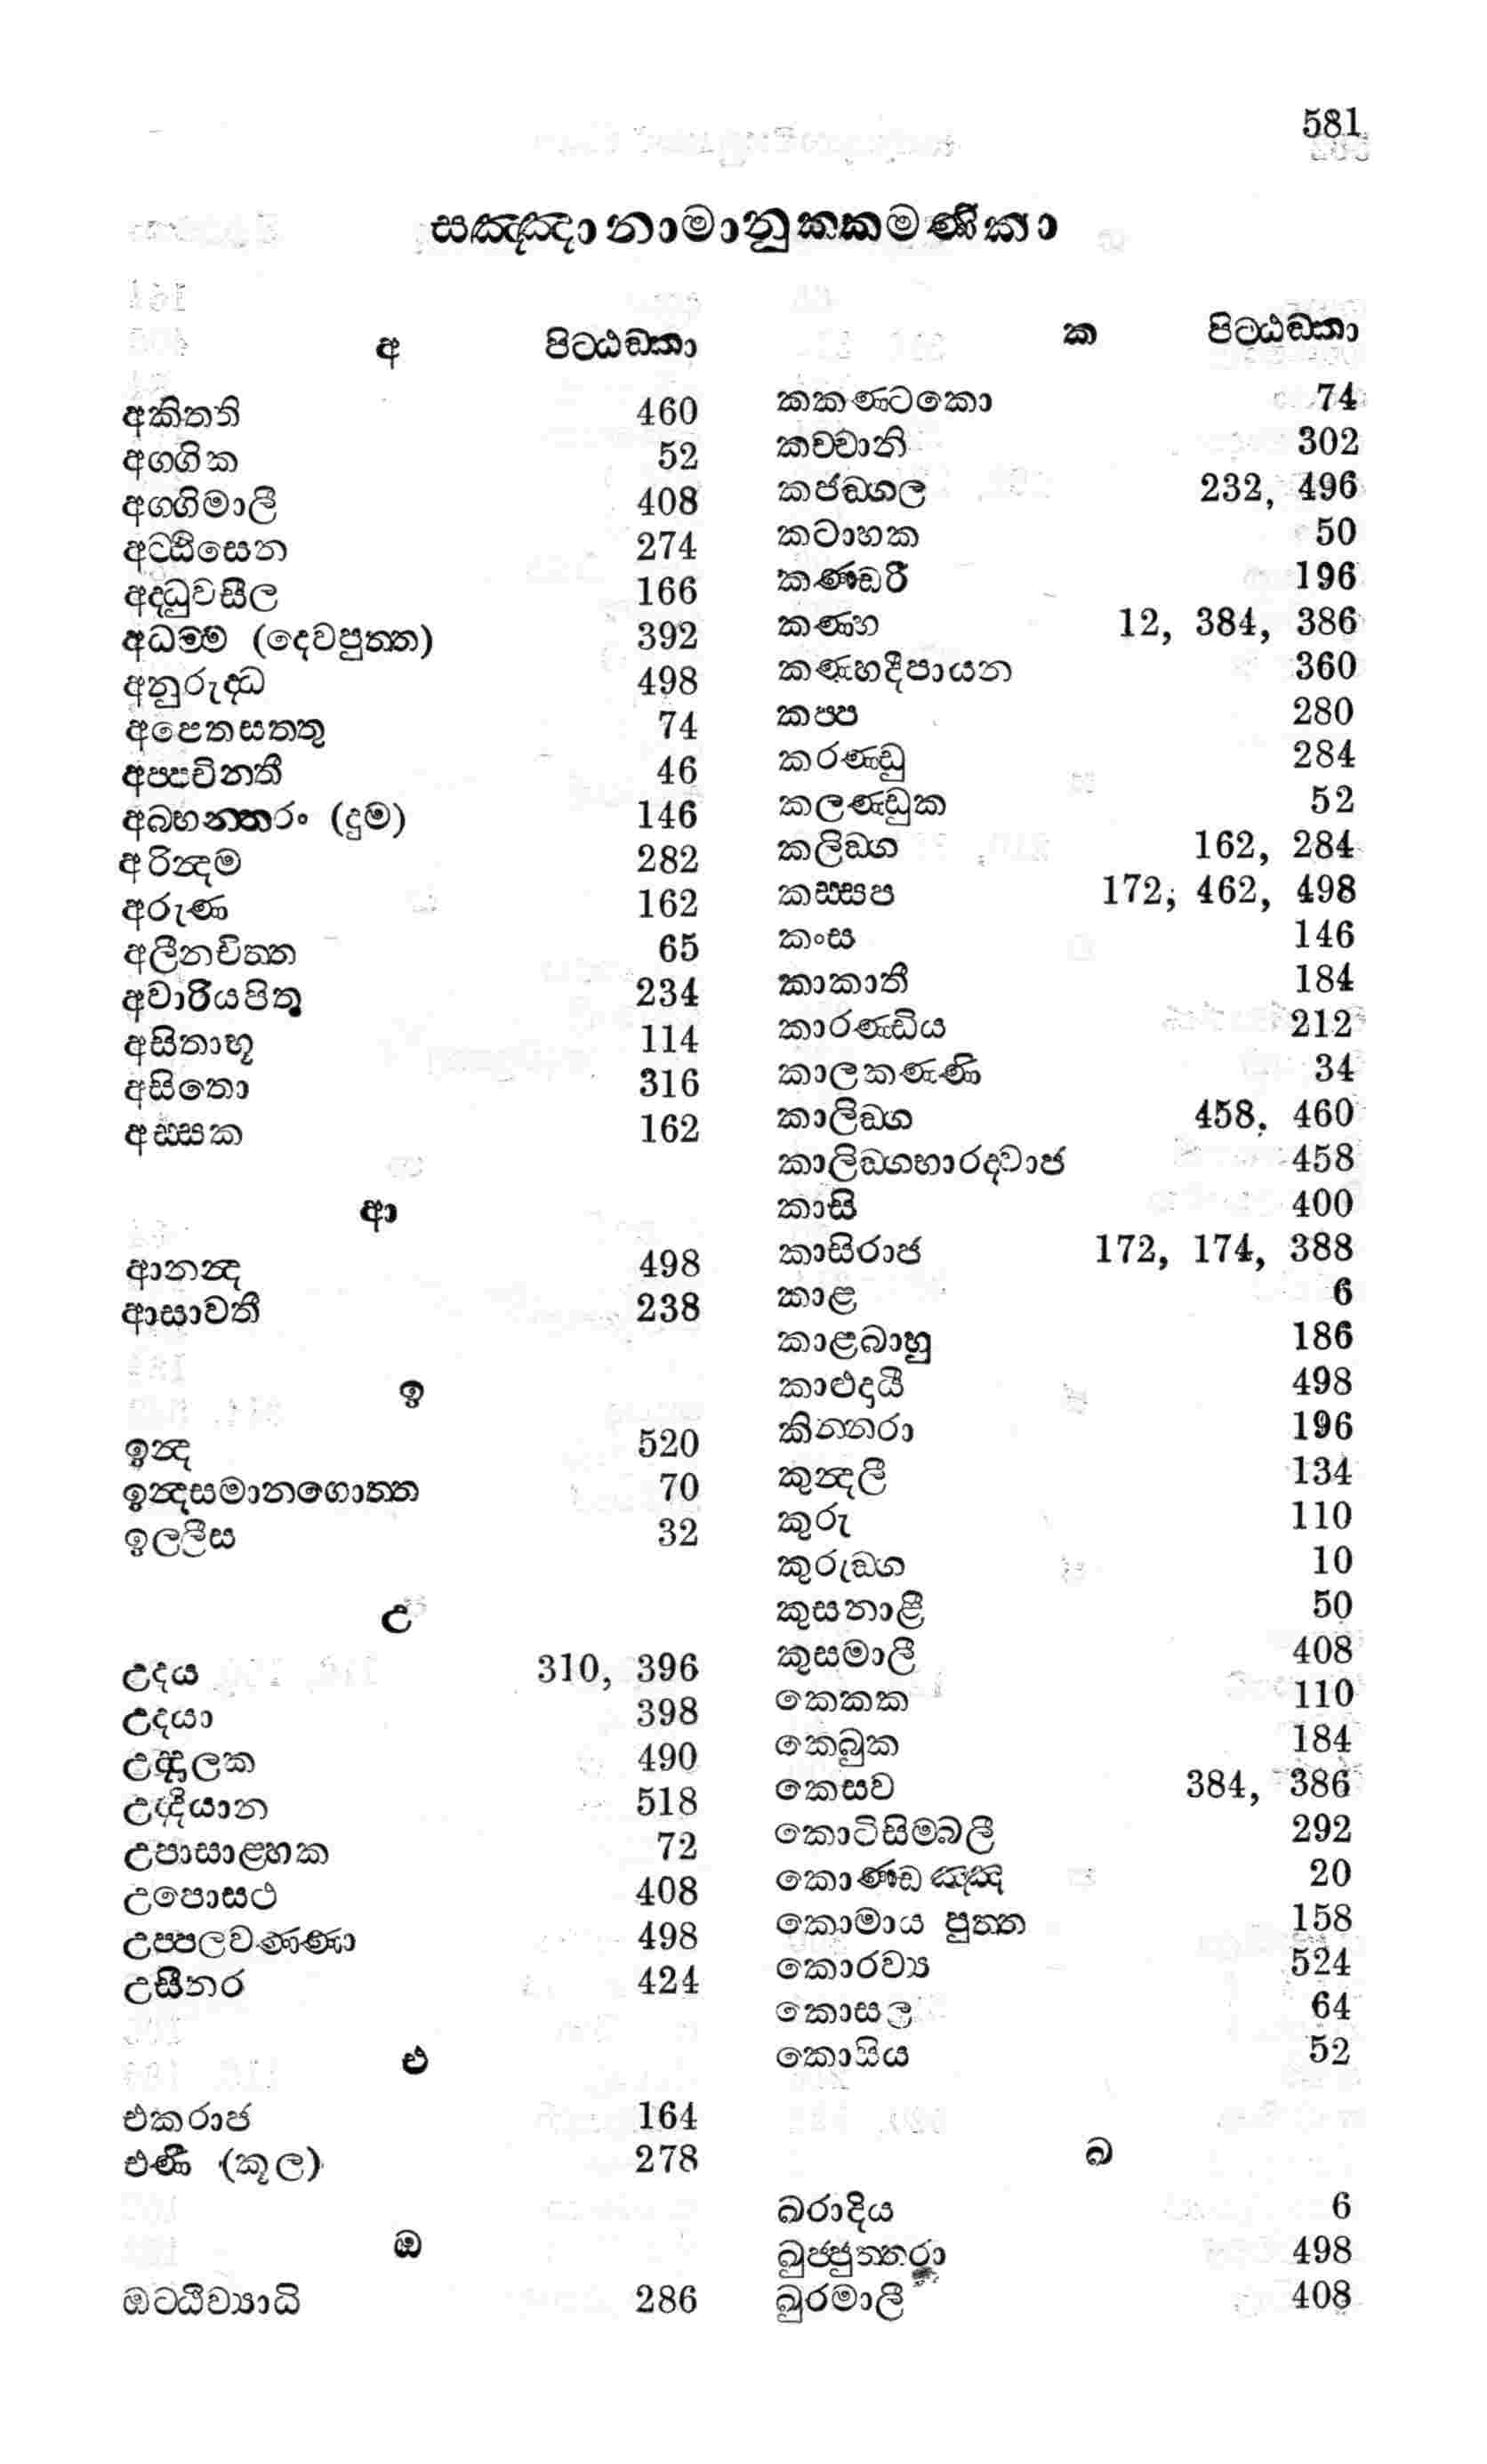 581
සඤ්ඤානාමානුක්කමණිකා
අ පිට්ඨඞ්කා
අකිත්ති 460
අග්ගික 52
අග්ගිමාලී 408
අට්ඨිසෙන 274
අද්ධුවසීල 166
අධම්ම (දෙවපුත්ත) 392
අනුරුද්ධ 498
අපෙතසත්තු 74
අප්පචින්තී 46
අබ්භන්තරං (දුම) 146
අරින්දම 282
අරුණ 162
අලීනචිත්ත 65
අවාරියපිතු 234
අසිතාභූ 114
අසිතො 316
අස්සක 162
ආ
ආනන්ද 498
ආසාවතී 238
ඉ
ඉන්ද 520
ඉන්දසමානගොත්ත 70
ඉල්ලීස 32
උ
උදය 310, 396
උදයා 398
උද්දාලක 490
උද්දියාන 518
උපාසාළ්හක 72
උපොසථ 408
උප්පලවණ්ණා 498
උසීනර 424
එ
එකරාජ 164
එණී (කූල) 278
ඔ
ඔට්ඨිව්‍යාධි 286
ක පිට්ඨඞ්කා
කකණ්ටකො 74
කච්චානි 302
කජඞ්ගල 232, 496
කටාහක 50
කණ්ඩරී 196
කණ්හ 12, 384, 386
කණ්හදීපායන 360
කප්ප 280
කරණ්ඩු 284
කලණ්ඩුක 52
කලිඞ්ග 162, 284
කස්සප 172, 462, 498
කංස 146
කාකාතී 184
කාරණ්ඩිය 212
කාලකණ්ණි 34
කාලිඞ්ග 458, 460
කාලිඞ්ගභාරද්වාජ 458
කාසි 400
කාසිරාජ 172, 174, 388
කාළ 6
කාළබාහු 186
කාළුදායී 498
කින්නරා 196
කුන්දලී 134
කුරු 110
කුරුඞ්ග 10
කුසනාළී 50
කුසමාලී 408
කෙකක 110
කෙබුක 184
කෙසව 384, 386
කොටිසිම්බලී 292
කොණ්ඩඤ්ඤ 20
කොමාය පුත්ත 158
කොරව්‍ය 524
කොසල 64
කොසිය 52
ඛ
ඛරාදිය 6
ඛුජ්ජුත්තරා 498
ඛුරමාලී 408